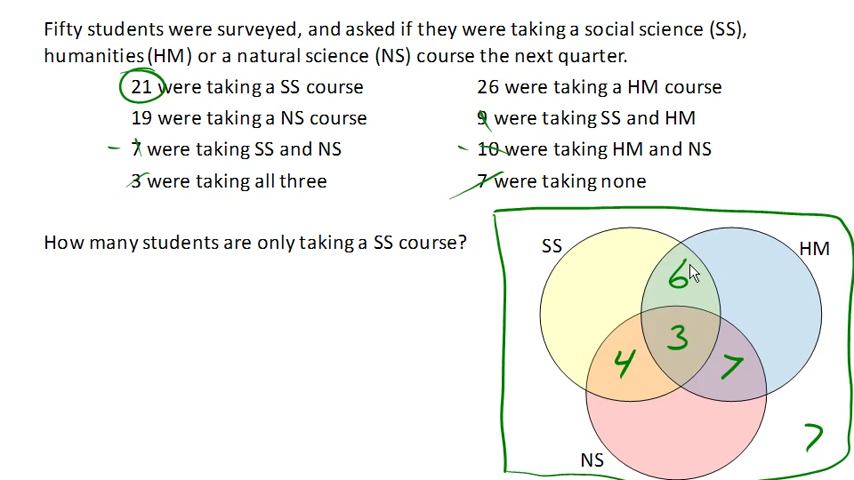 Fifty students were surveyed, and asked if they were taking a social science (SS),
humanities (HM) or a natural science (NS) course the next quarter.
21 were taking a SS course
26 were taking a HM course
19 were taking a NS course
9 were taking SS and HM
- 7 were taking SS and NS
- 10 were taking HM and NS
3 were taking all three
7 were taking none
How many students are only taking a SS course?
SS
HM
6
3
4
7
7
NS